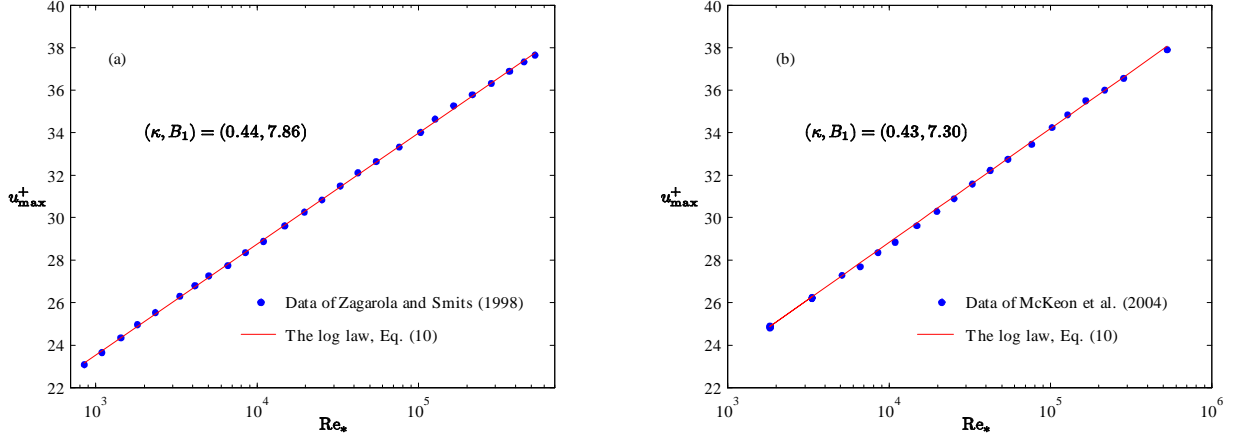 40
38
36
34
32
30
28
26
24
22
u⁺max
(a)
(κ, B₁) = (0.44, 7.86)
Data of Zagarola and Smits (1998)
The log law, Eq. (10)
10³
10⁴
10⁵
Re*
40
38
36
34
32
30
28
26
24
22
u⁺max
(b)
(κ, B₁) = (0.43, 7.30)
Data of McKeon et al. (2004)
The log law, Eq. (10)
10³
10⁴
10⁵
10⁶
Re*